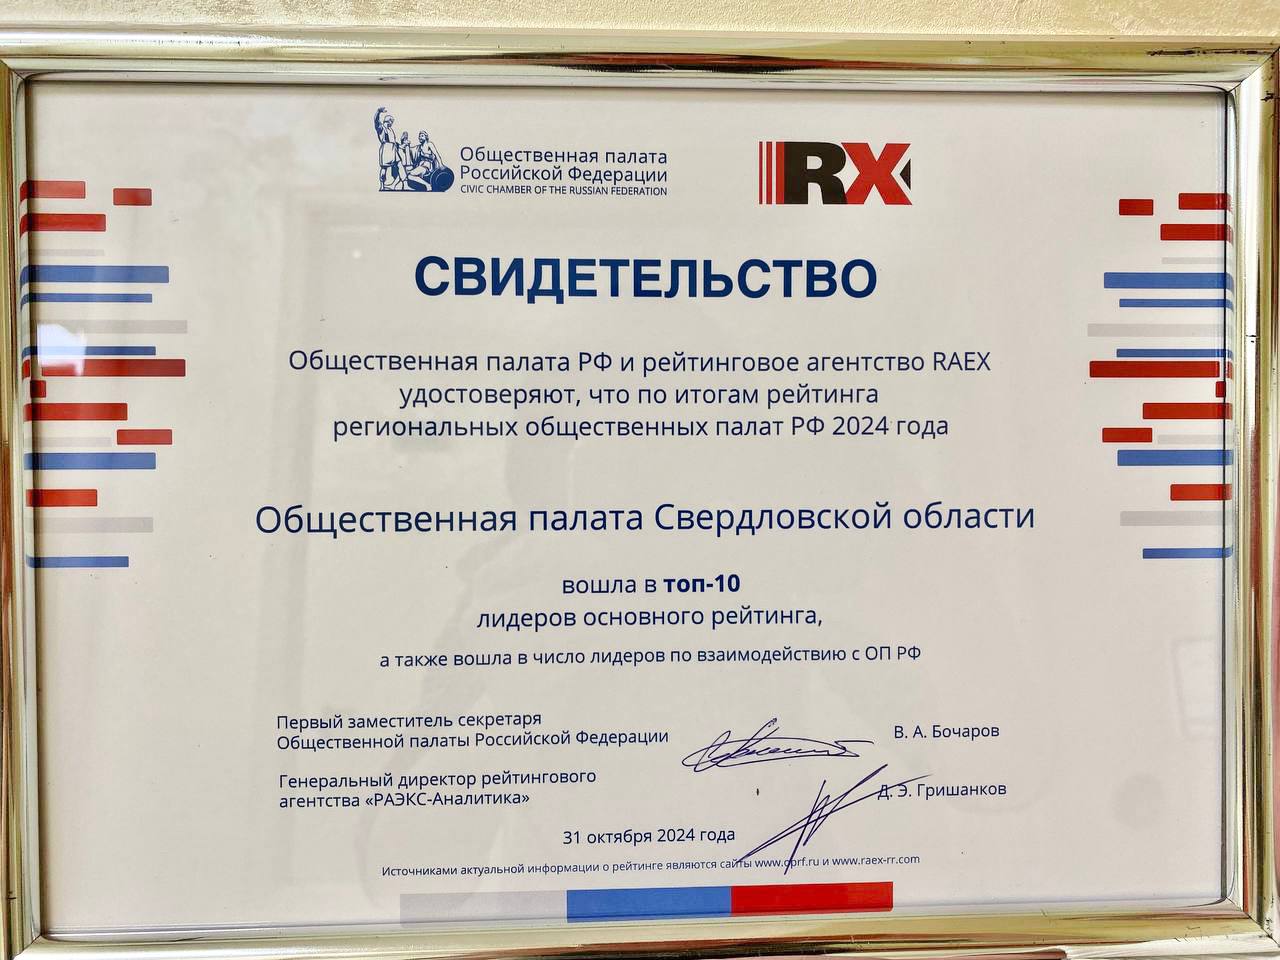 Общественная палата
Российской Федерации
CIVIC CHAMBER OF THE RUSSIAN FEDERATION
RX
СВИДЕТЕЛЬСТВО
Общественная палата РФ и рейтинговое агентство RAEX
удостоверяют, что по итогам рейтинга
региональных общественных палат РФ 2024 года
Общественная палата Свердловской области
вошла в топ-10
лидеров основного рейтинга,
а также вошла в число лидеров по взаимодействию с ОП РФ
Первый заместитель секретаря
Общественной палаты Российской Федерации
В. А. Бочаров
Генеральный директор рейтингового
агентства «РАЭКС-Аналитика»
Д. Э. Гришанков
31 октября 2024 года
Источниками актуальной информации о рейтинге являются сайты www.oprf.ru и www.raex-rr.com